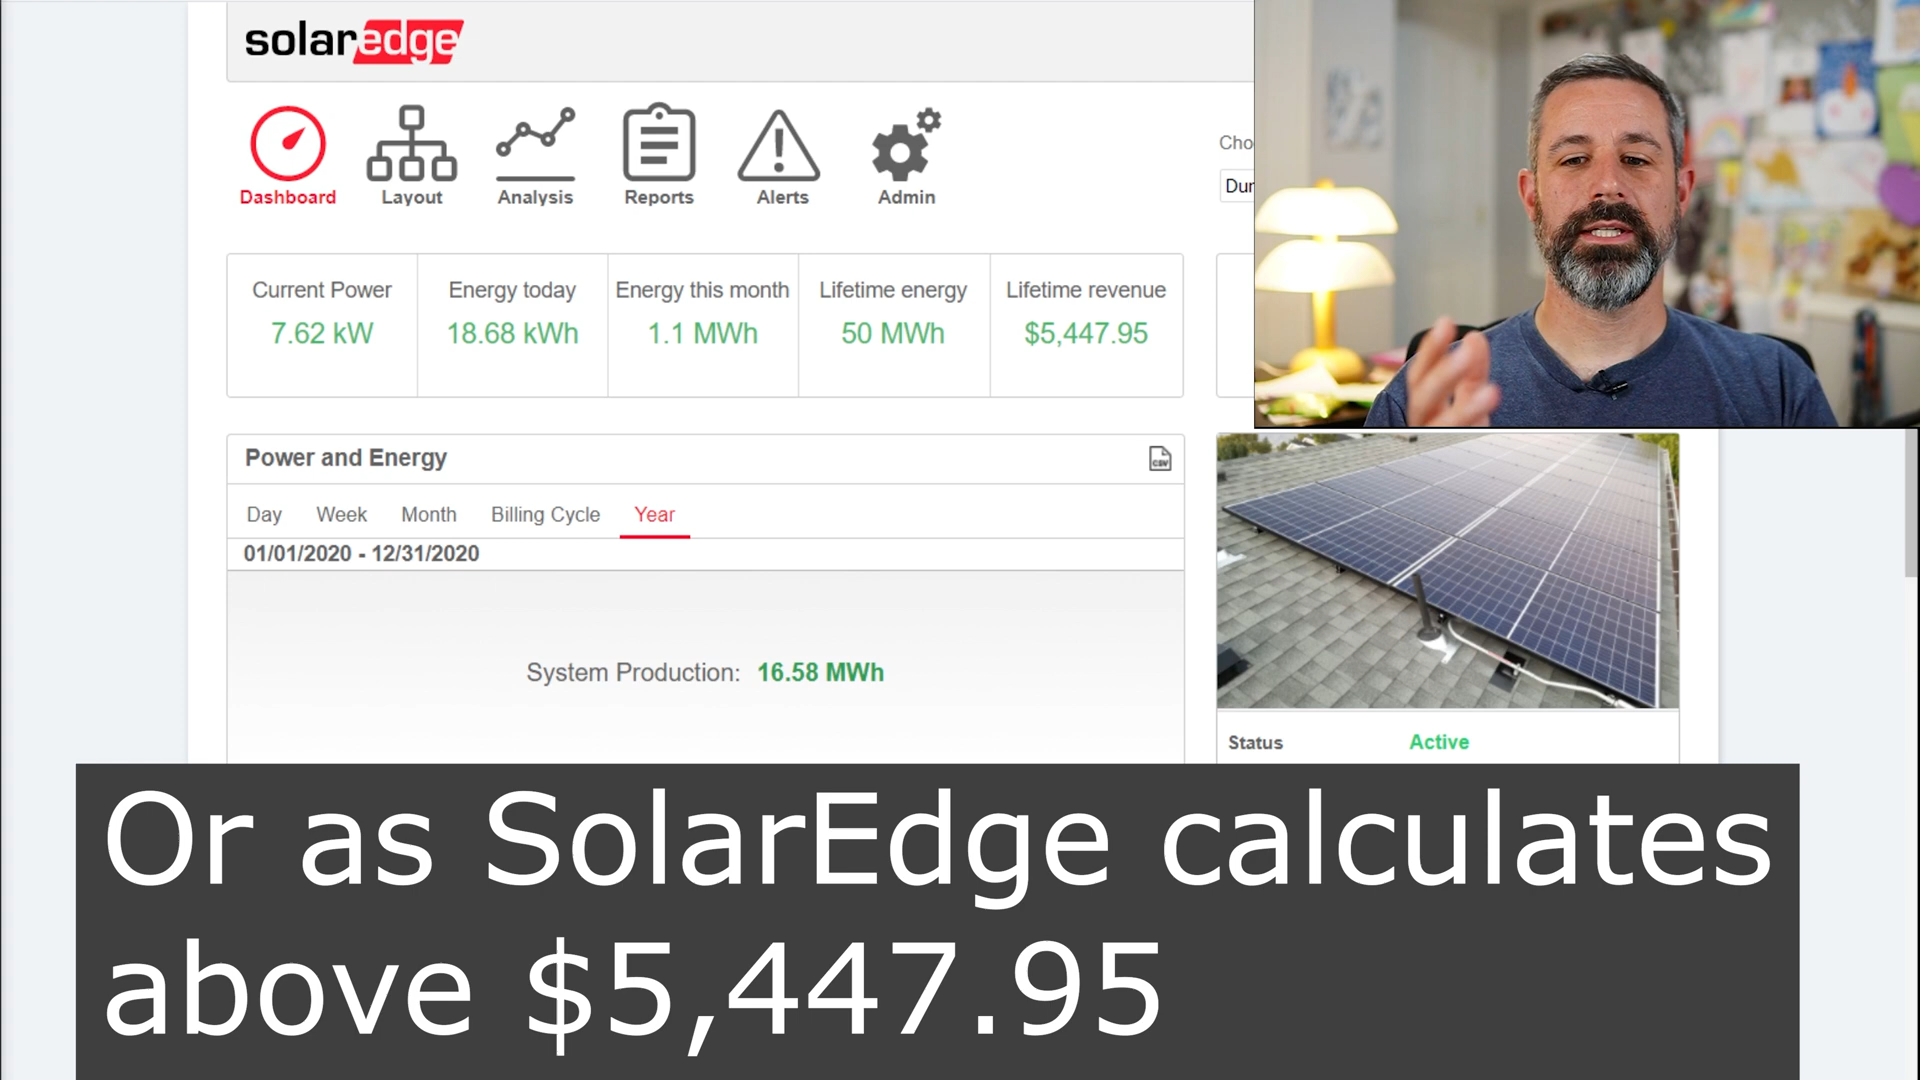 solaredge
Dashboard
Layout
Analysis
Reports
Alerts
Admin
Cho
Dur
Current Power
7.62 kW
Energy today
18.68 kWh
Energy this month
1.1 MWh
Lifetime energy
50 MWh
Lifetime revenue
$5,447.95
Power and Energy
CSV
Day Week Month Billing Cycle Year
01/01/2020 - 12/31/2020
System Production: 16.58 MWh
Status Active
Or as SolarEdge calculates
above $5,447.95